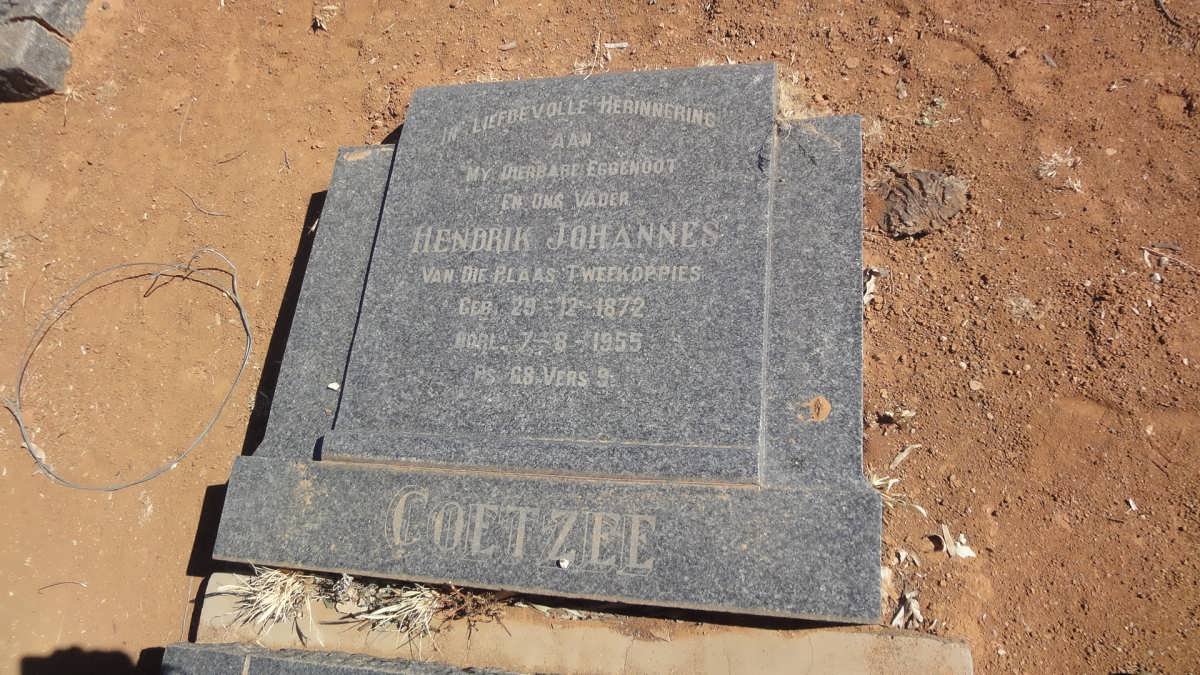 IN LIEFDEVOLLE HERINNERING
AAN
MY DIERBARE EGGENOOT
EN ONS VADER
HENDRIK JOHANNES
VAN DIE PLAAS TWEEKOPPIES
GEB. 29-12-1872
OORL. 7-8-1955
PS. 68 VERS 9.
COETZEE